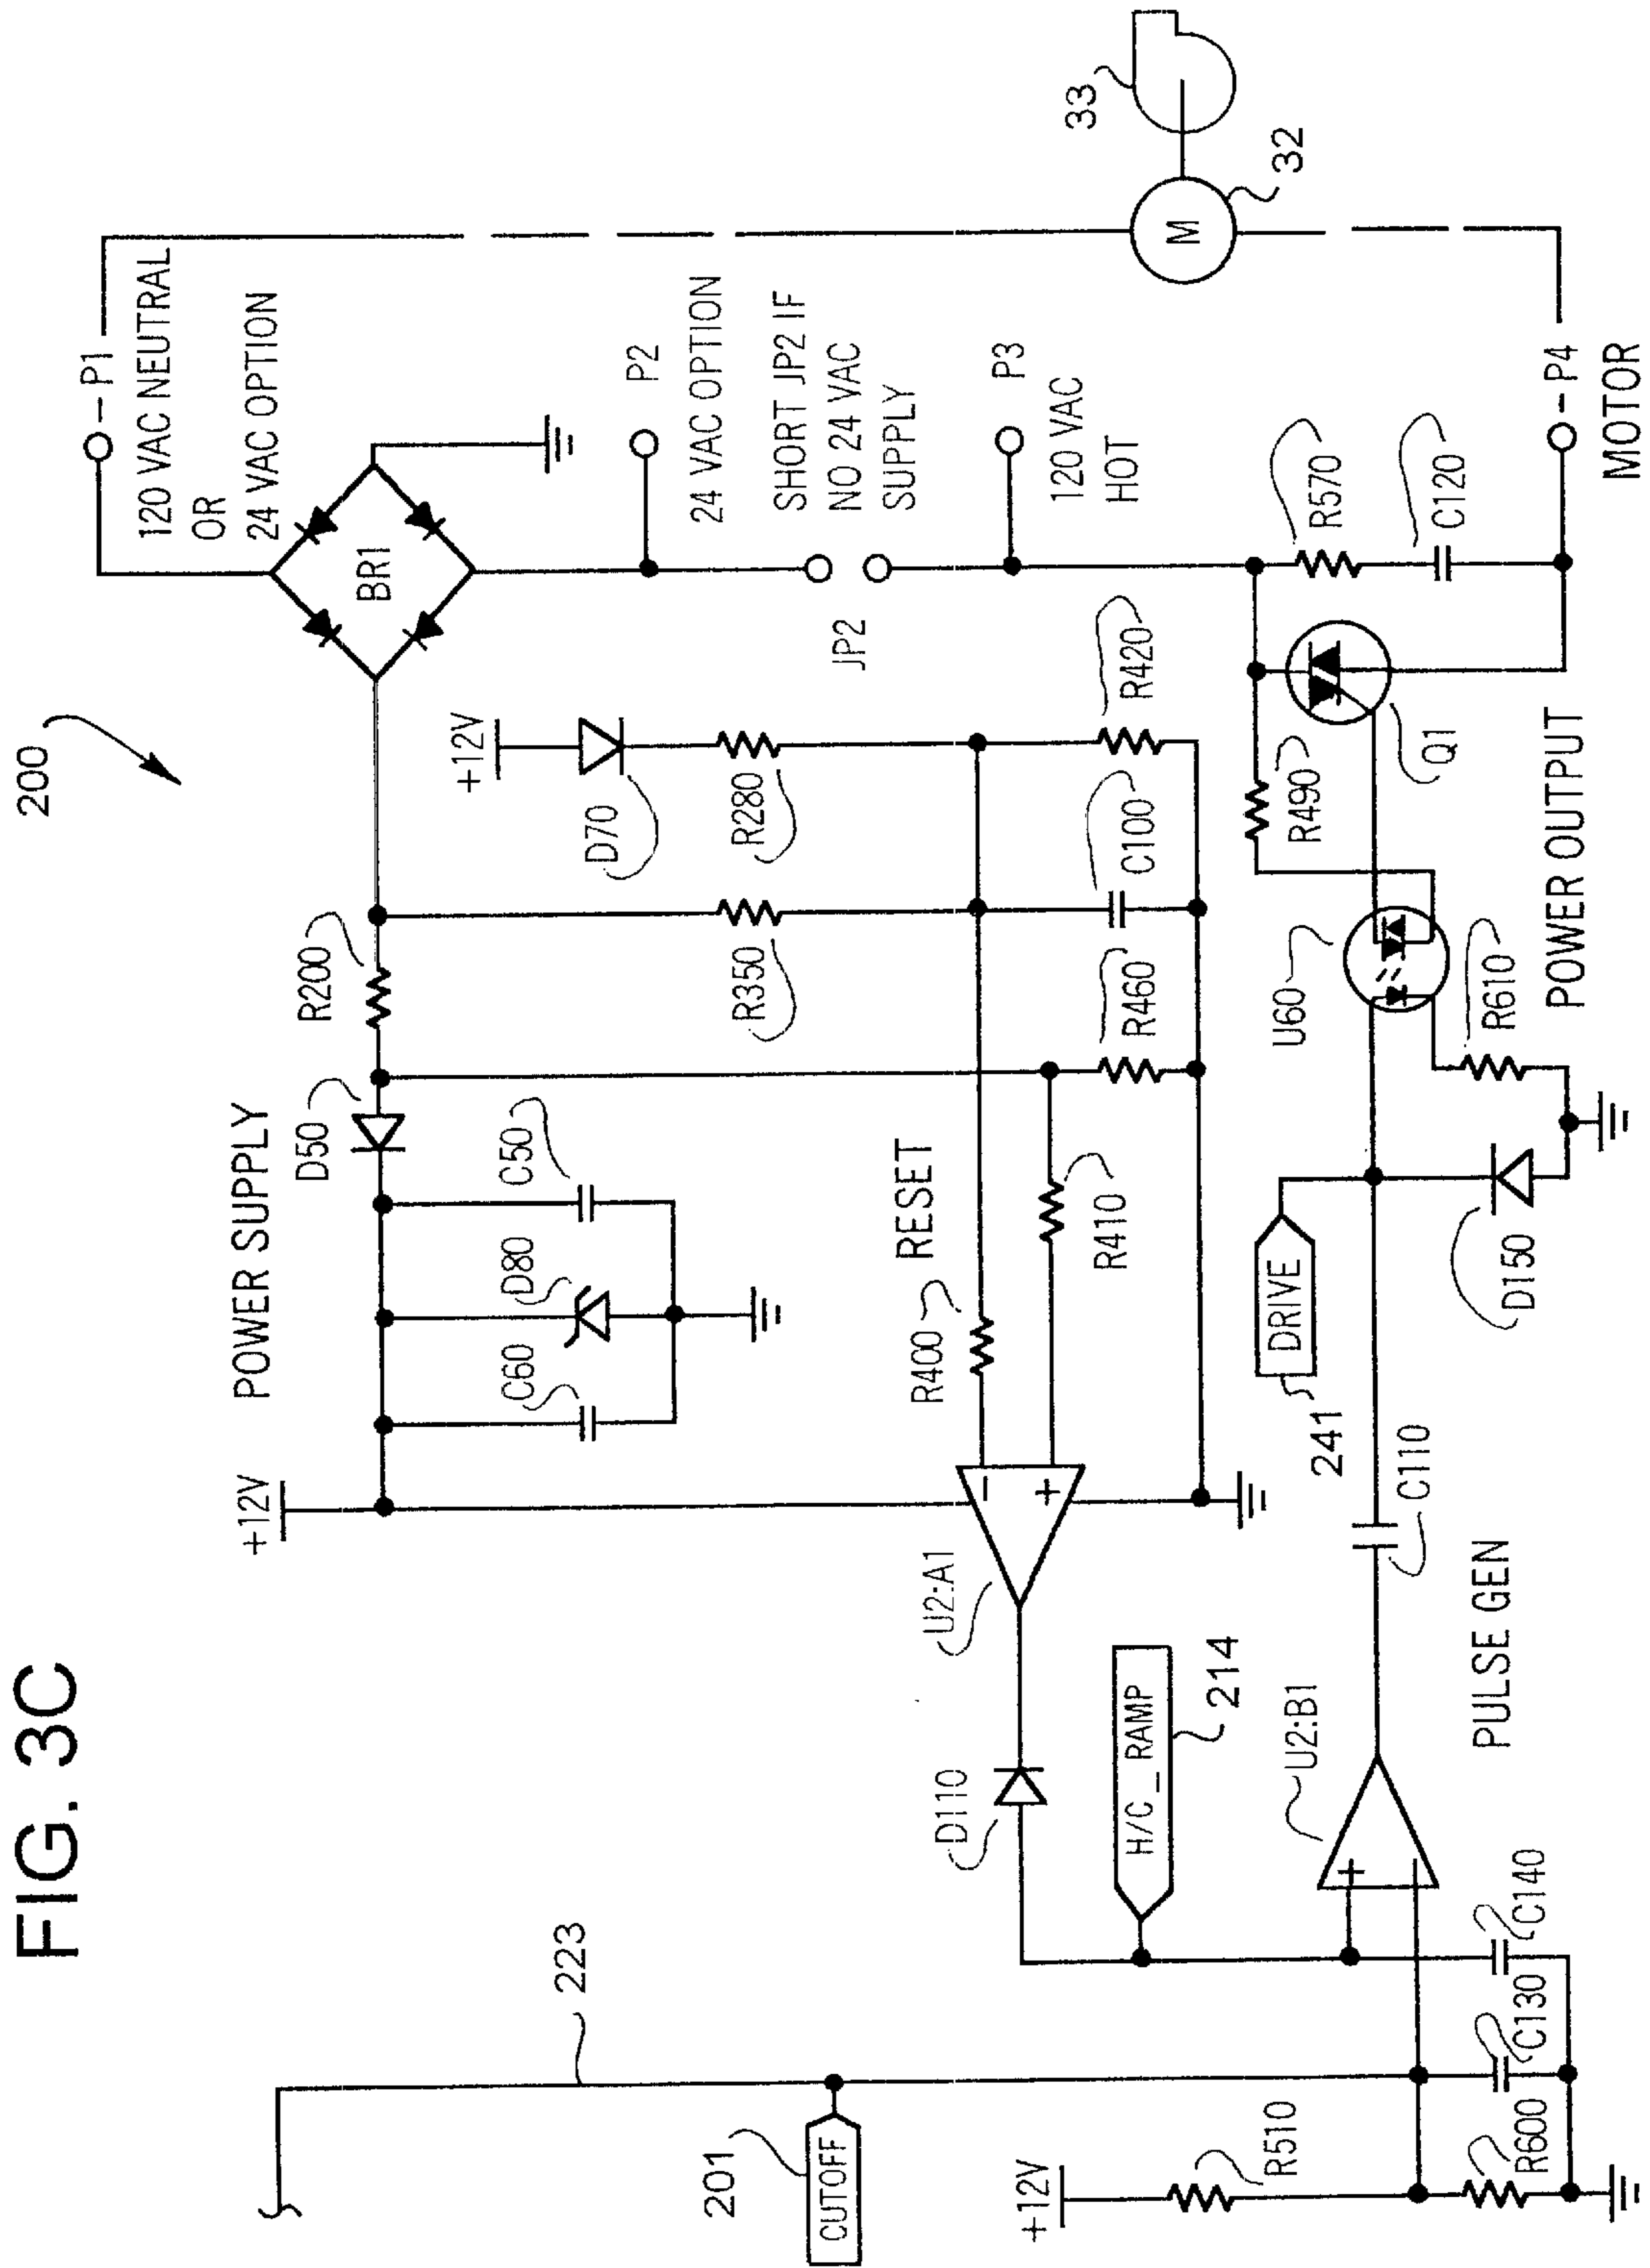 FIG. 3C
200
POWER SUPPLY
+12V
C60
D80
C50
D50
R200
BR1
P1
120 VAC NEUTRAL
OR
24 VAC OPTION
+12V
D70
R280
R350
P2
24 VAC OPTION
SHORT JP2 IF
NO 24 VAC
SUPPLY
JP2
P3
120 VAC
HOT
33
M
32
223
201
CUTOFF
D110
U2:A1
-
+
R400
RESET
R410
R460
C100
R420
H/C_RAMP
214
241
DRIVE
U60
R490
Q1
R570
C120
P4
MOTOR
+12V
R510
R600
C130
C140
+
-
U2:B1
PULSE GEN
C110
D150
R610
POWER OUTPUT